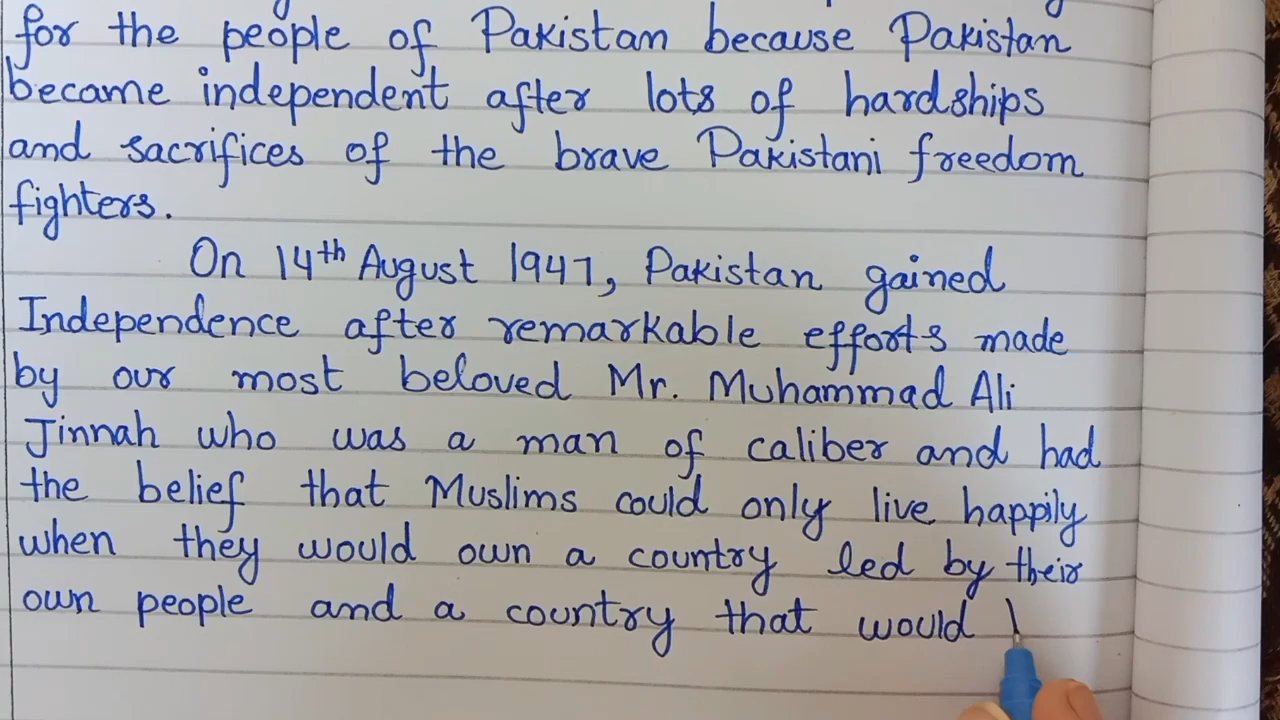 for the people of Pakistan because Pakistan
became independent after lots of hardships
and sacrifices of the brave Pakistani freedom
fighters.
On 14th August 1947, Pakistan gained
Independence after remarkable efforts made
by our most beloved Mr. Muhammad Ali
Jinnah who was a man of caliber and had
the belief that Muslims could only live happily
when they would own a country led by their
own people and a country that would